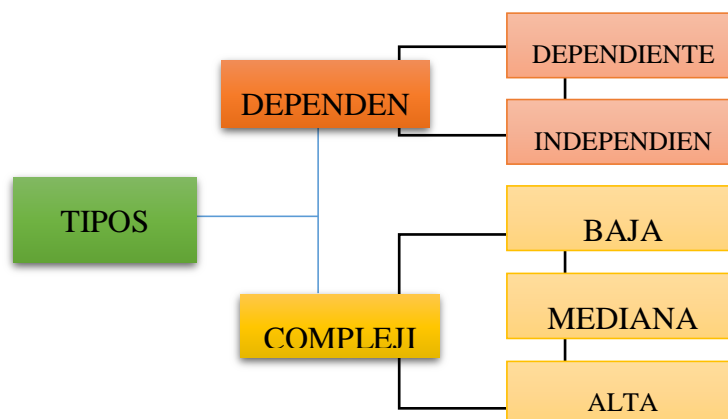 DEPENDIENTE
DEPENDEN
INDEPENDIEN
TIPOS
BAJA
MEDIANA
COMPLEJI
ALTA